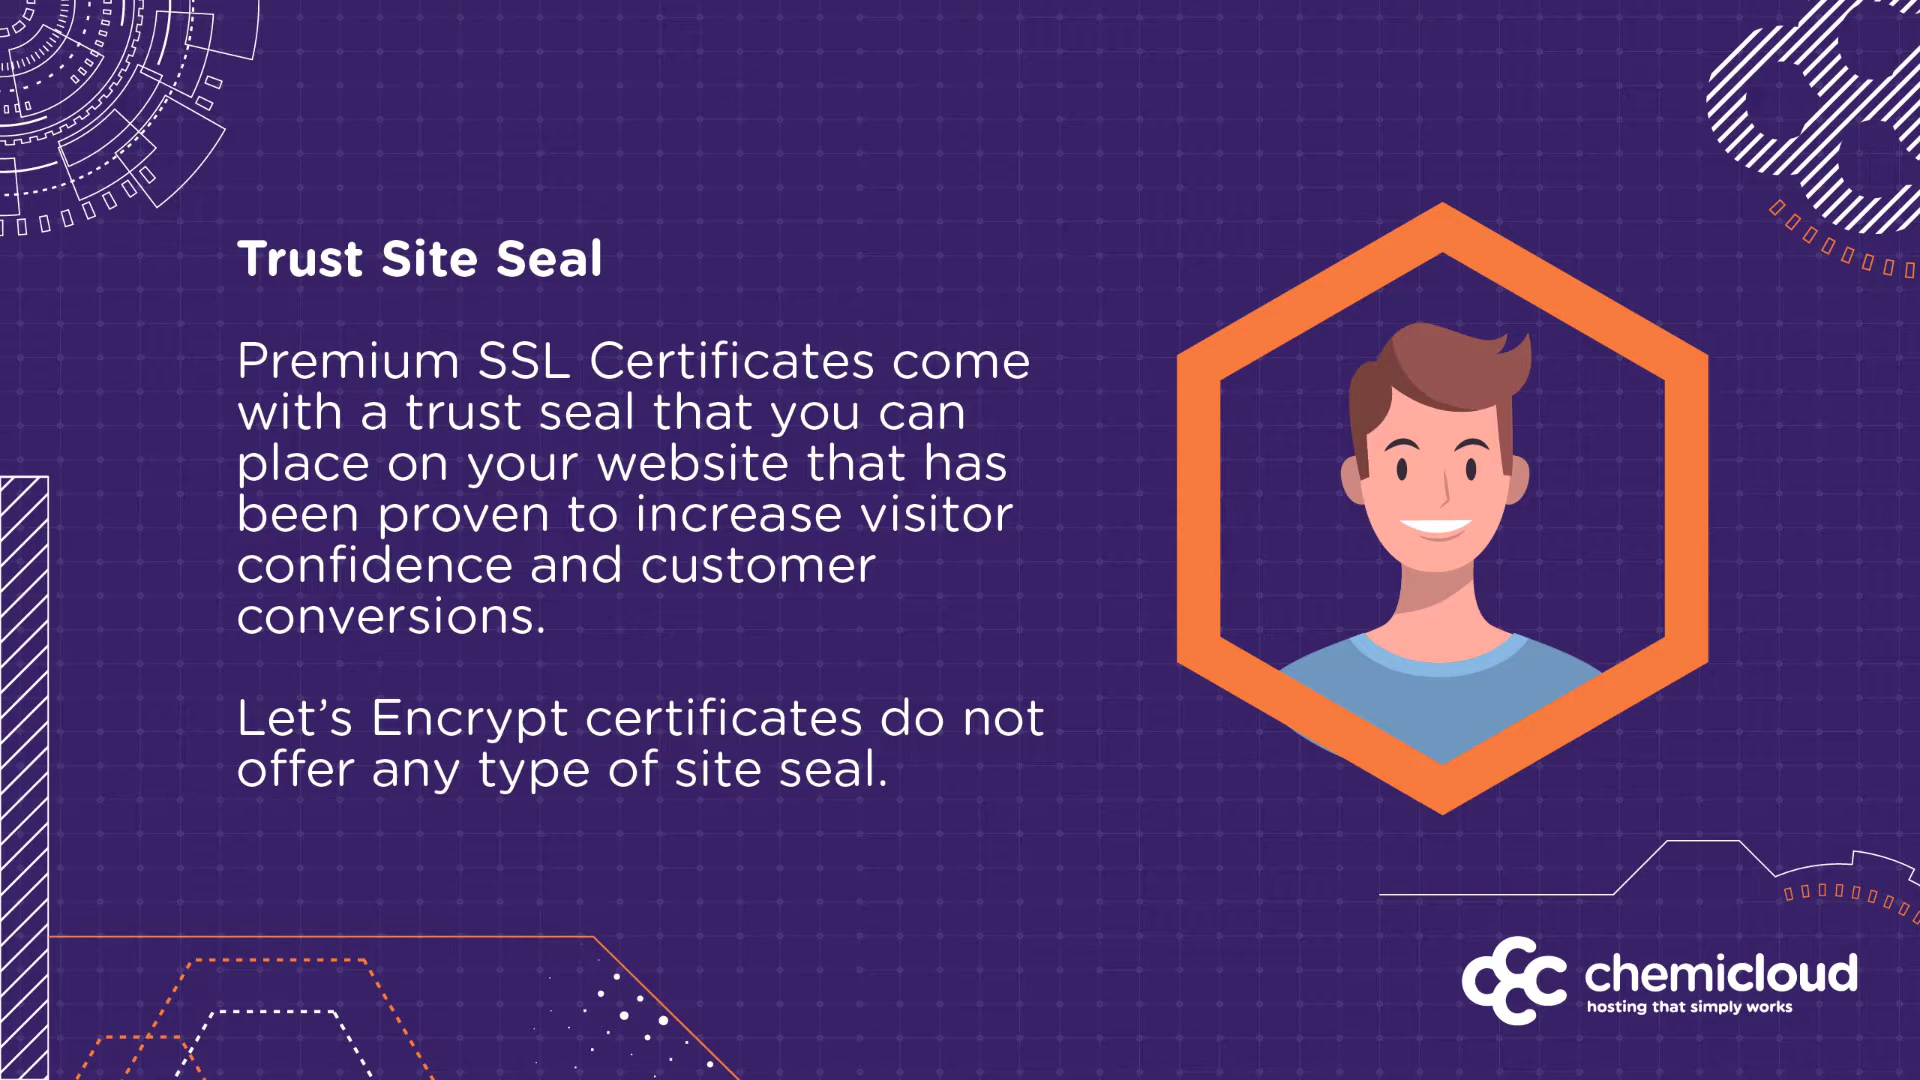 Trust Site Seal
Premium SSL Certificates come
with a trust seal that you can
place on your website that has
been proven to increase visitor
confidence and customer
conversions.
Let’s Encrypt certificates do not
offer any type of site seal.
chemicloud
hosting that simply works